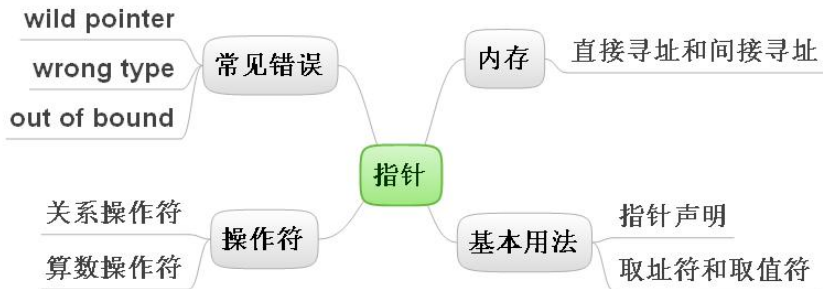 wild pointer
wrong type
out of bound
常见错误
内存
直接寻址和间接寻址
指针
关系操作符
算数操作符
操作符
基本用法
指针声明
取址符和取值符